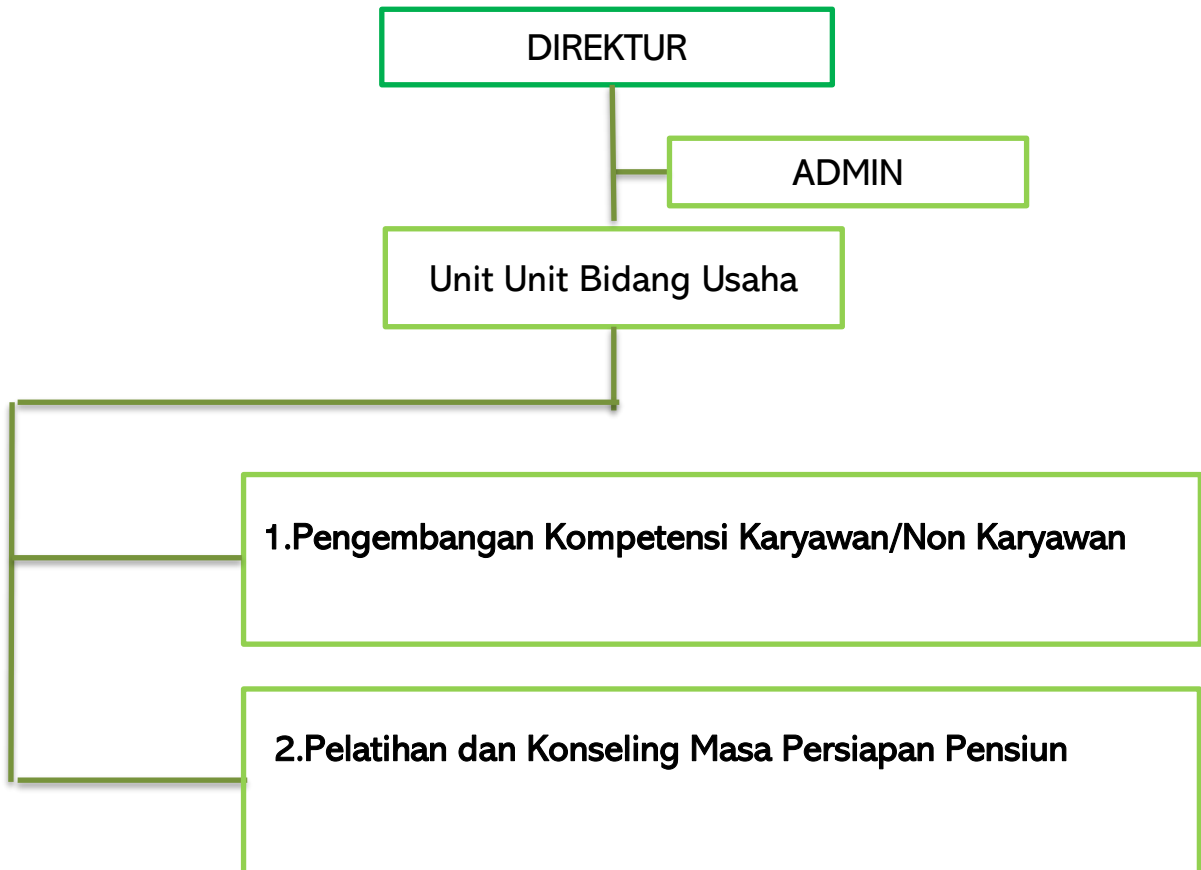 DIREKTUR
ADMIN
Unit Unit Bidang Usaha
1.Pengembangan Kompetensi Karyawan/Non Karyawan
2.Pelatihan dan Konseling Masa Persiapan Pensiun